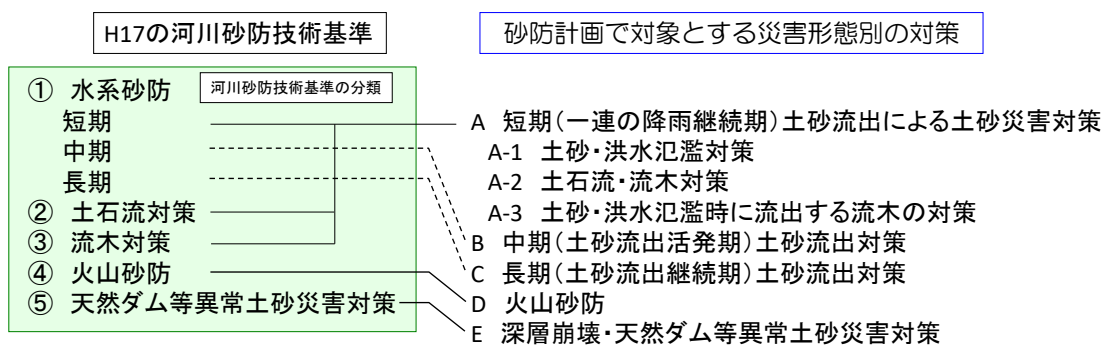 H17の河川砂防技術基準
砂防計画で対象とする災害形態別の対策
① 水系砂防
河川砂防技術基準の分類
短期
中期
長期
② 土石流対策
③ 流木対策
④ 火山砂防
⑤ 天然ダム等異常土砂災害対策
A 短期(一連の降雨継続期)土砂流出による土砂災害対策
A-1 土砂・洪水氾濫対策
A-2 土石流・流木対策
A-3 土砂・洪水氾濫時に流出する流木の対策
B 中期(土砂流出活発期)土砂流出対策
C 長期(土砂流出継続期)土砂流出対策
D 火山砂防
E 深層崩壊・天然ダム等異常土砂災害対策